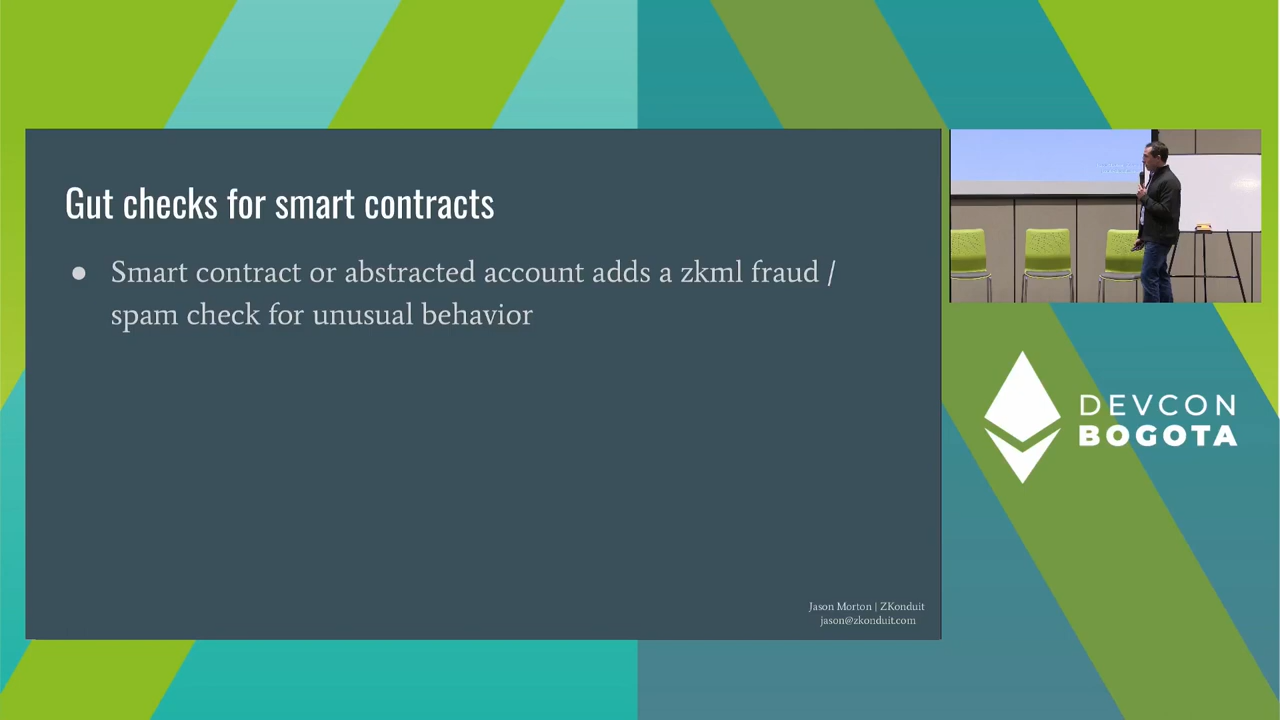 Gut checks for smart contracts
● Smart contract or abstracted account adds a zkml fraud /
spam check for unusual behavior
Jason Morton | ZKonduit
jason@zkonduit.com
DEVCON
BOGOTA